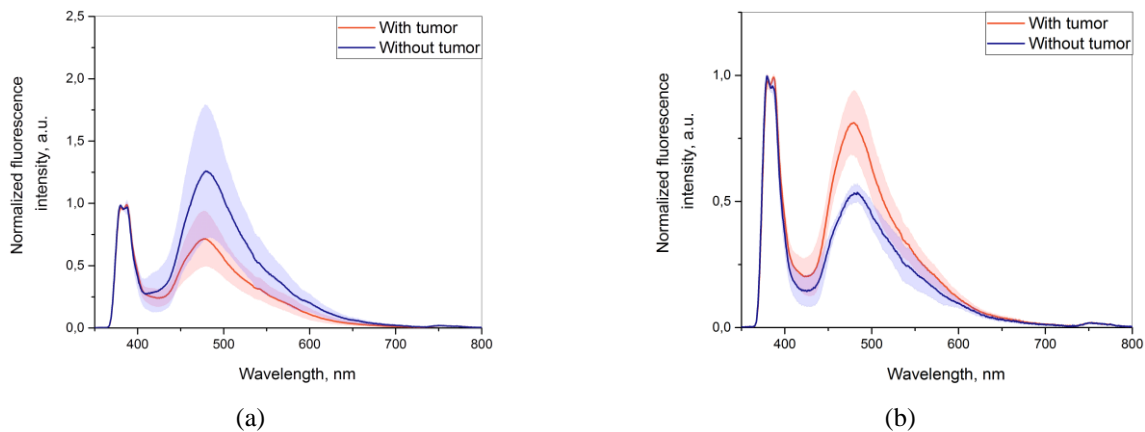 2,5
2,0
1,5
1,0
0,5
0,0
400 500 600 700 800
Normalized fluorescence
intensity, a.u.
Wavelength, nm
With tumor
Without tumor
(a)
1,0
0,5
0,0
400 500 600 700 800
Normalized fluorescence
intensity, a.u.
Wavelength, nm
With tumor
Without tumor
(b)